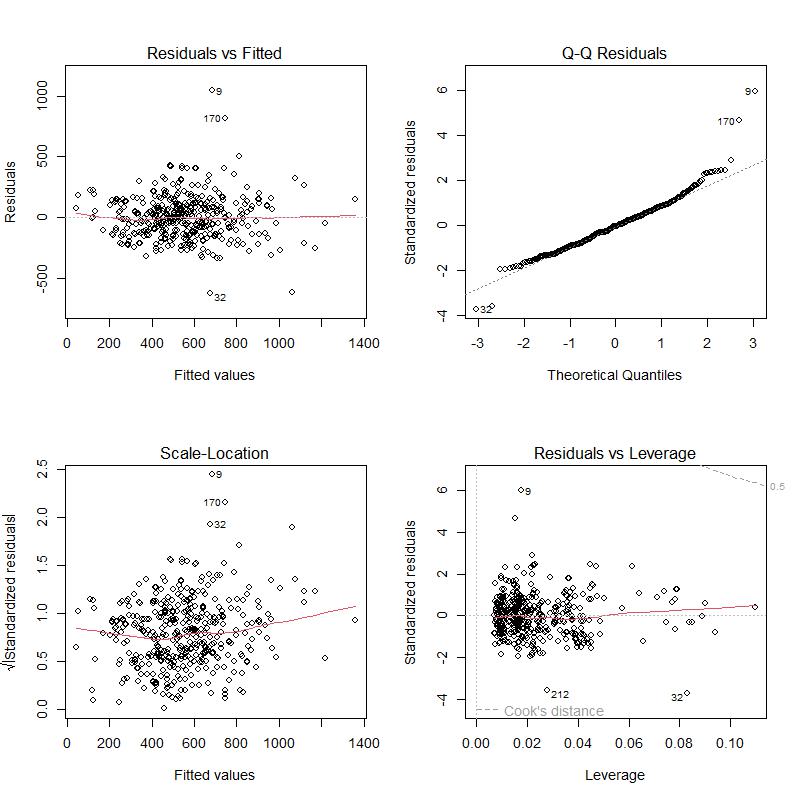 Residuals vs Fitted
1000
500
0
-500
Residuals
9
170
32
0 200 400 600 800 1000 1400
Fitted values
Q-Q Residuals
6
4
2
0
-2
-4
Standardized residuals
9
170
32
-3 -2 -1 0 1 2 3
Theoretical Quantiles
Scale-Location
2.5
2.0
1.5
1.0
0.5
0.0
√|Standardized residuals|
9
170
32
0 200 400 600 800 1000 1400
Fitted values
Residuals vs Leverage
6
4
2
0
-2
-4
Standardized residuals
0.5
9
212
32
Cook's distance
0.00 0.02 0.04 0.06 0.08 0.10
Leverage